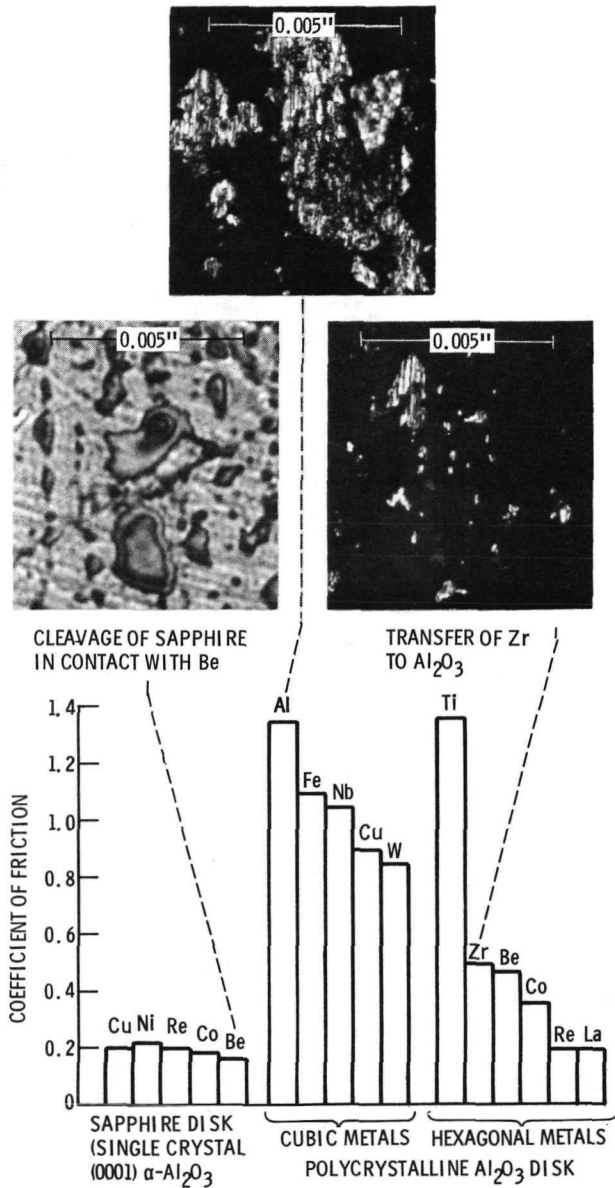 0.005"
0.005"
0.005"
CLEAVAGE OF SAPPHIRE
IN CONTACT WITH Be
TRANSFER OF Zr
TO Al₂O₃
COEFFICIENT OF FRICTION
1.4
1.2
1.0
0.8
0.6
0.4
0.2
0
Cu Ni Re Co Be
Al Fe Nb Cu W
Ti Zr Be Co Re La
SAPPHIRE DISK
(SINGLE CRYSTAL
(0001) α-Al₂O₃
CUBIC METALS
HEXAGONAL METALS
POLYCRYSTALLINE Al₂O₃ DISK